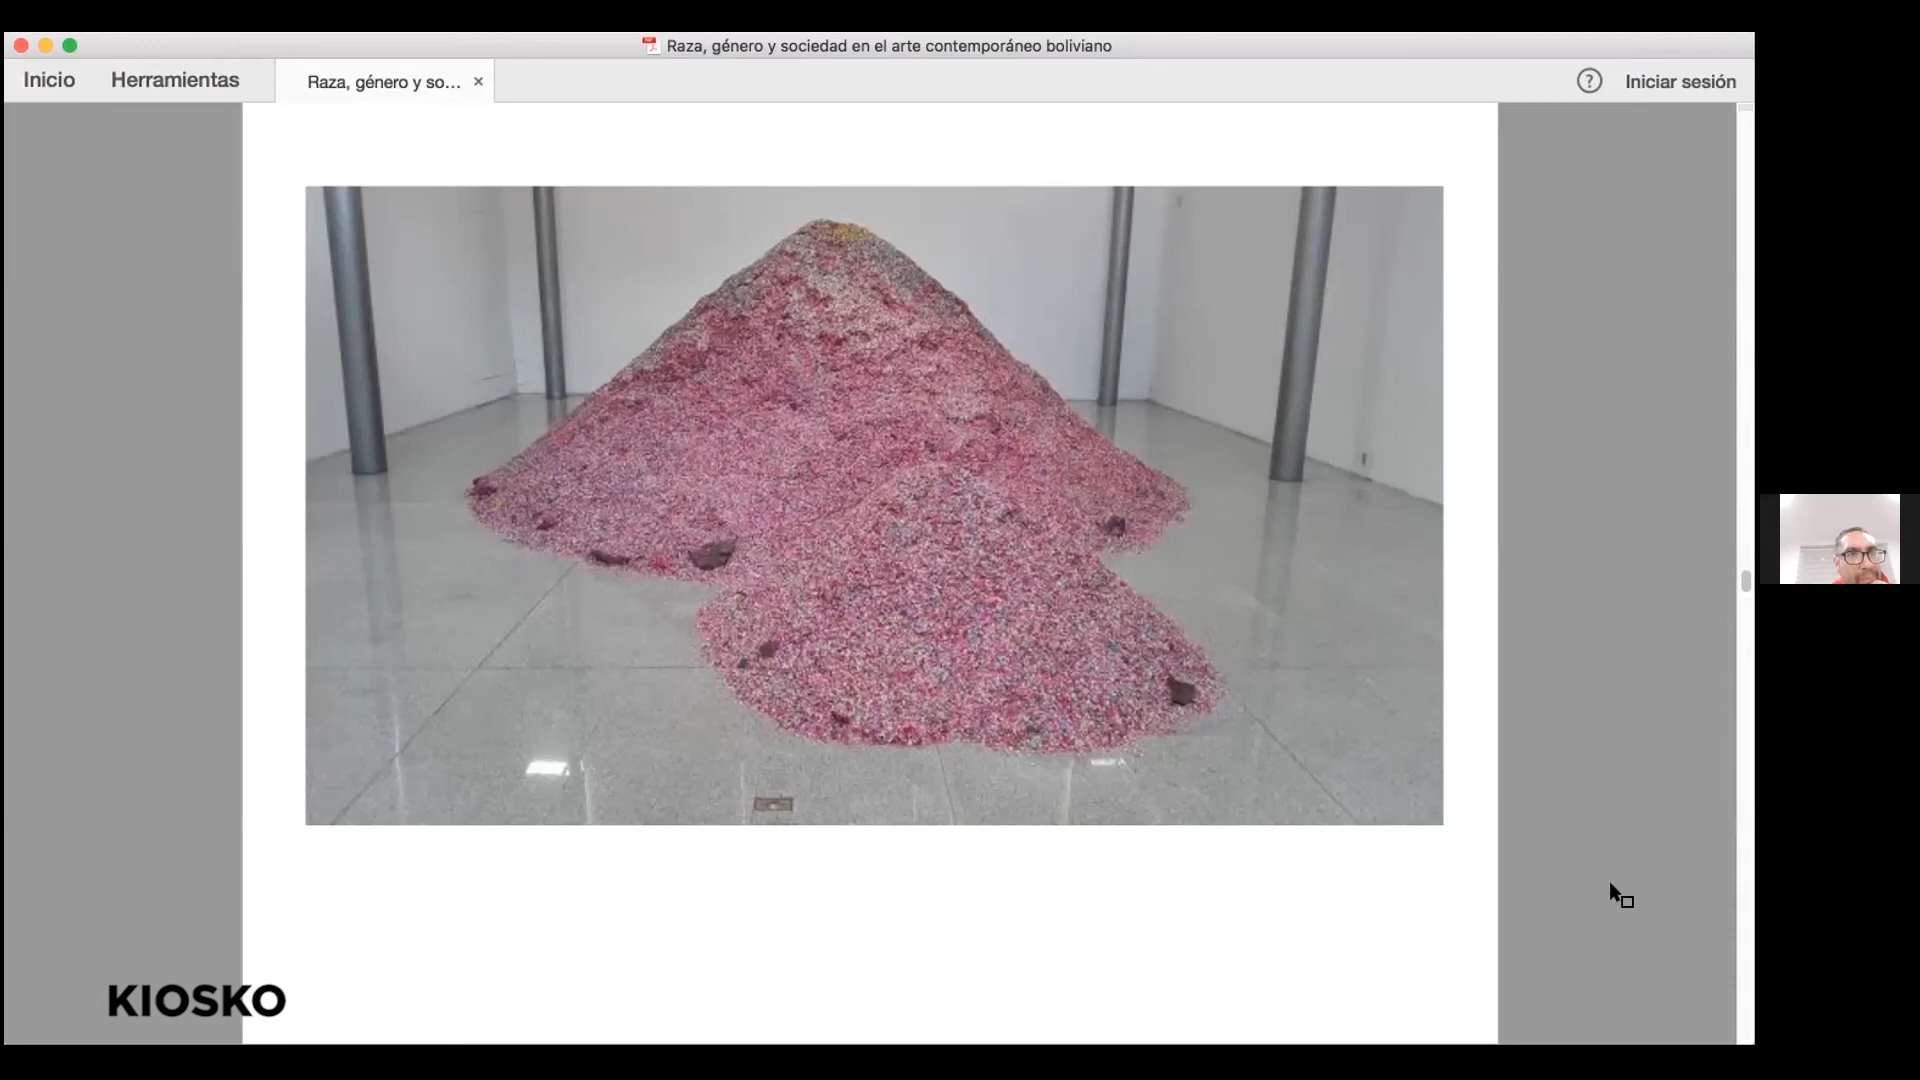 Raza, género y sociedad en el arte contemporáneo boliviano
Inicio
Herramientas
Raza, género y so... ×
?
Iniciar sesión
KIOSKO